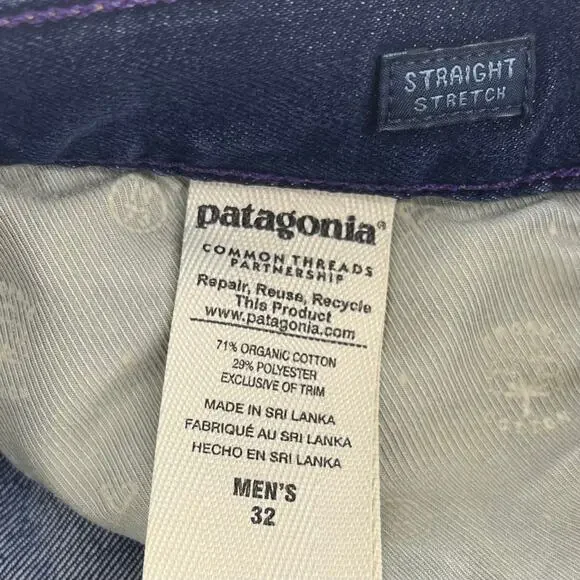 STRAIGHT
STRETCH
patagonia®
COMMON THREADS
PARTNERSHIP
Repair, Reuse, Recycle
This Product
www.patagonia.com
71% ORGANIC COTTON
29% POLYESTER
EXCLUSIVE OF TRIM
MADE IN SRI LANKA
FABRIQUÉ AU SRI LANKA
HECHO EN SRI LANKA
MEN'S
32